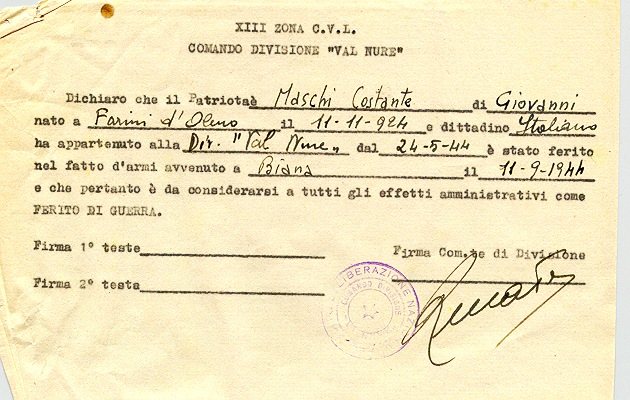 XIII ZONA C.V.L.
COMANDO DIVISIONE "VAL NURE"
Dichiaro che il Patriotaè Maschi Costante di Giovanni
nato a Farini d'Olmo il 11-11-924 e dittadino Italiano
ha appartenuto alla Div. "Val Nure" dal 24-5-44 è stato ferito
nel fatto d'armi avvenuto a Biana il 11-9-1944
e che pertanto è da considerarsi a tutti gli effetti amministrativi come
FERITO DI GUERRA.
Firma 1° teste
Firma Com.te di Divisione
Firma 2° teste
LIBERAZIONE NAZ